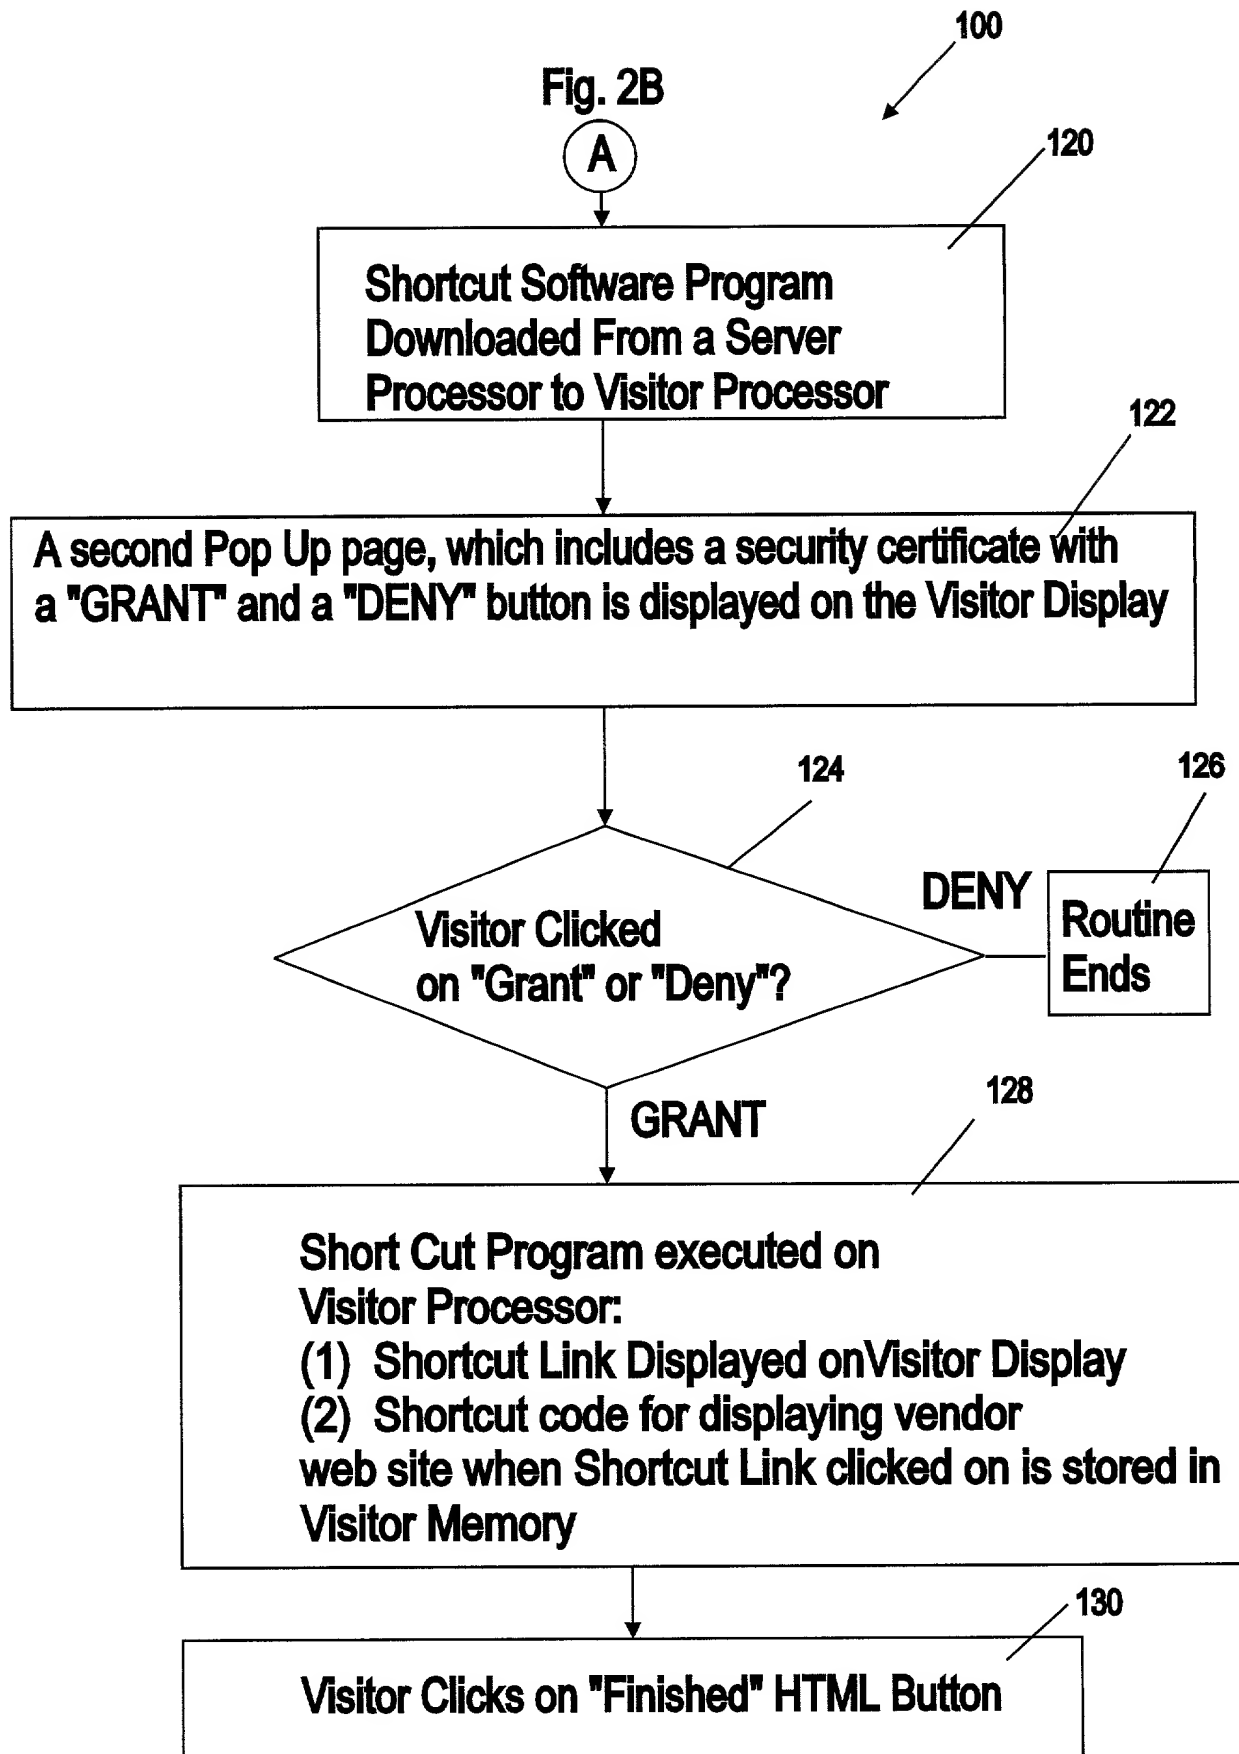 100
Fig. 2B
A
120
Shortcut Software Program
Downloaded From a Server
Processor to Visitor Processor
122
A second Pop Up page, which includes a security certificate with
a "GRANT" and a "DENY" button is displayed on the Visitor Display
124
126
DENY
Routine
Ends
Visitor Clicked
on "Grant" or "Deny"?
GRANT
128
Short Cut Program executed on
Visitor Processor:
(1) Shortcut Link Displayed onVisitor Display
(2) Shortcut code for displaying vendor
web site when Shortcut Link clicked on is stored in
Visitor Memory
130
Visitor Clicks on "Finished" HTML Button